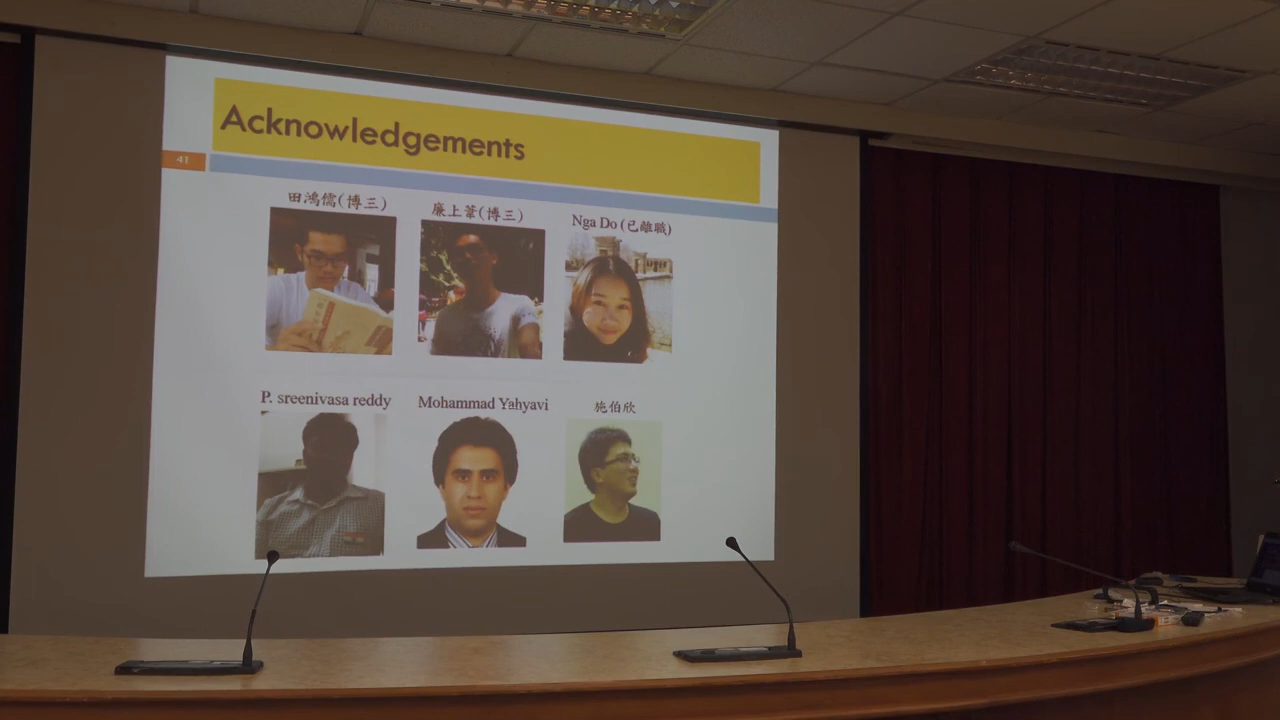 Acknowledgements
41
田鴻儒(博三)
廉上葦(博三)
Nga Do (已離職)
P. sreenivasa reddy
Mohammad Yahyavi
施伯欣